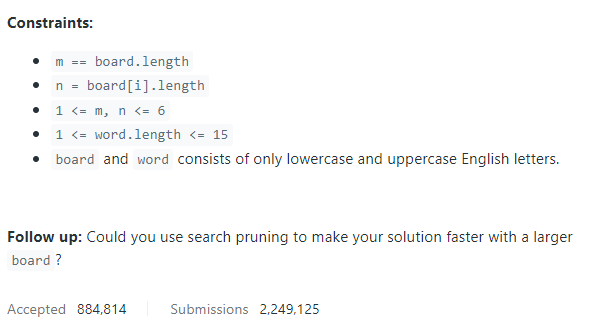 Constraints:
• m == board.length
• n = board[i].length
• 1 <= m, n <= 6
• 1 <= word.length <= 15
• board and word consists of only lowercase and uppercase English letters.
Follow up: Could you use search pruning to make your solution faster with a larger
board ?
Accepted 884,814 Submissions 2,249,125